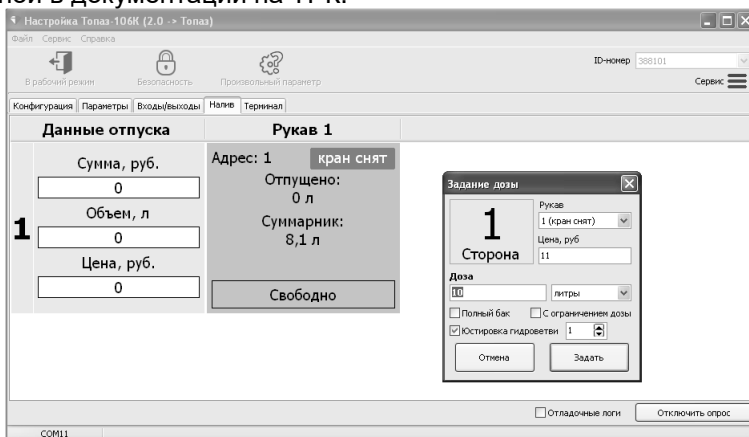 ной в документации на ТРК.
Настройка Топаз-106К (2.0 -> Топаз)
Файл Сервис Справка
В рабочий режим Безопасность Произвольный параметр
ID-номер 388101
Сервис
Конфигурация Параметры Входы/выходы Налив Терминал
Данные отпуска Рукав 1
1
Сумма, руб.
0
Объем, л
0
Цена, руб.
0
Адрес: 1 кран снят
Отпущено:
0 л
Суммарник:
8,1 л
Свободно
Задание дозы
1
Сторона
Рукав
1 (кран снят)
Цена, руб
11
Доза
10 литры
Полный бак С ограничением дозы
Юстировка гидроветви 1
Отмена Задать
Отладочные логи Отключить опрос
COM11